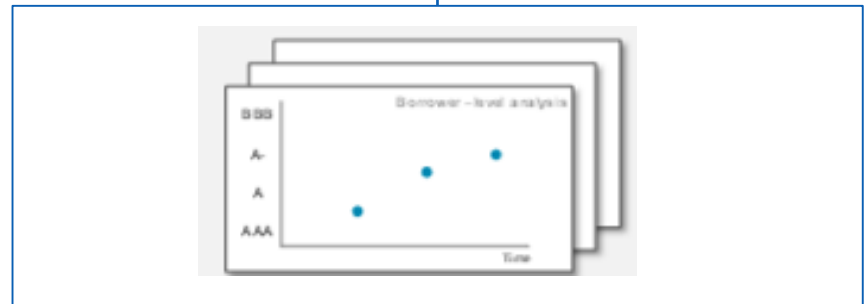 Borrower-level analysis
BBB
A-
A
AAA
Time